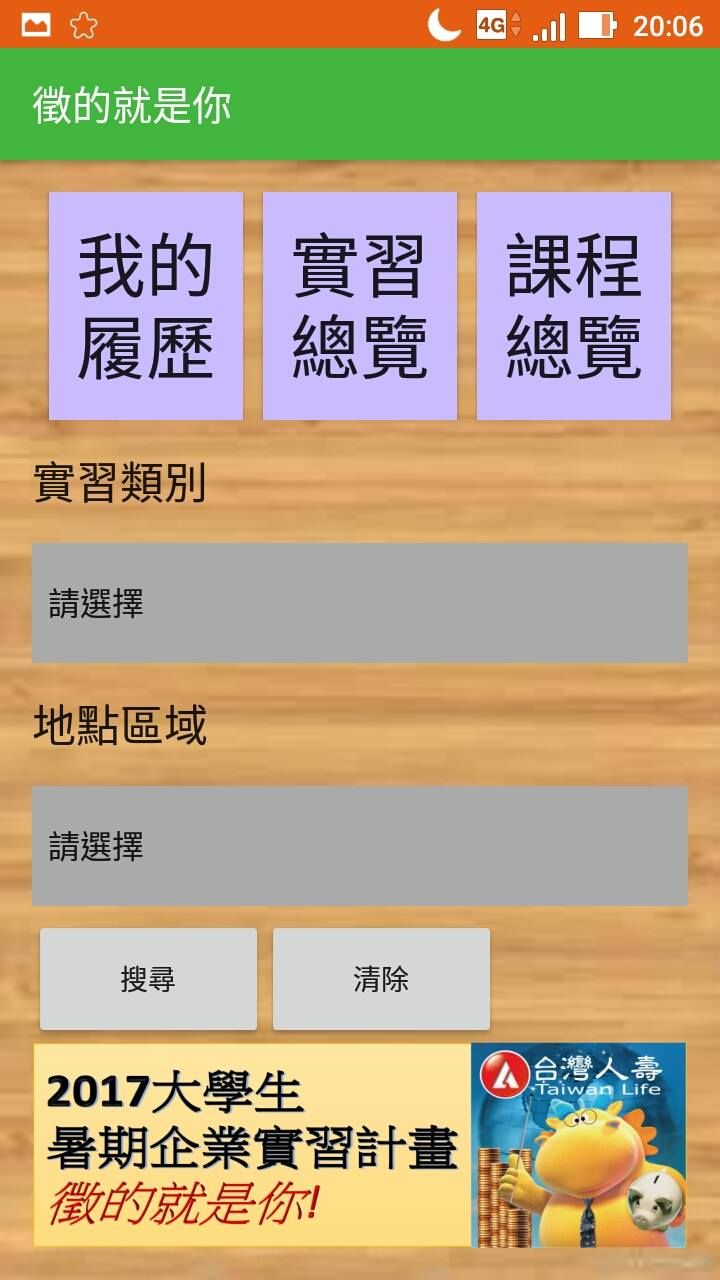 4G 20:06
徵的就是你
我的
履歷
實習
總覽
課程
總覽
實習類別
請選擇
地點區域
請選擇
搜尋
清除
2017大學生
暑期企業實習計畫
徵的就是你!
台灣人壽
Taiwan Life